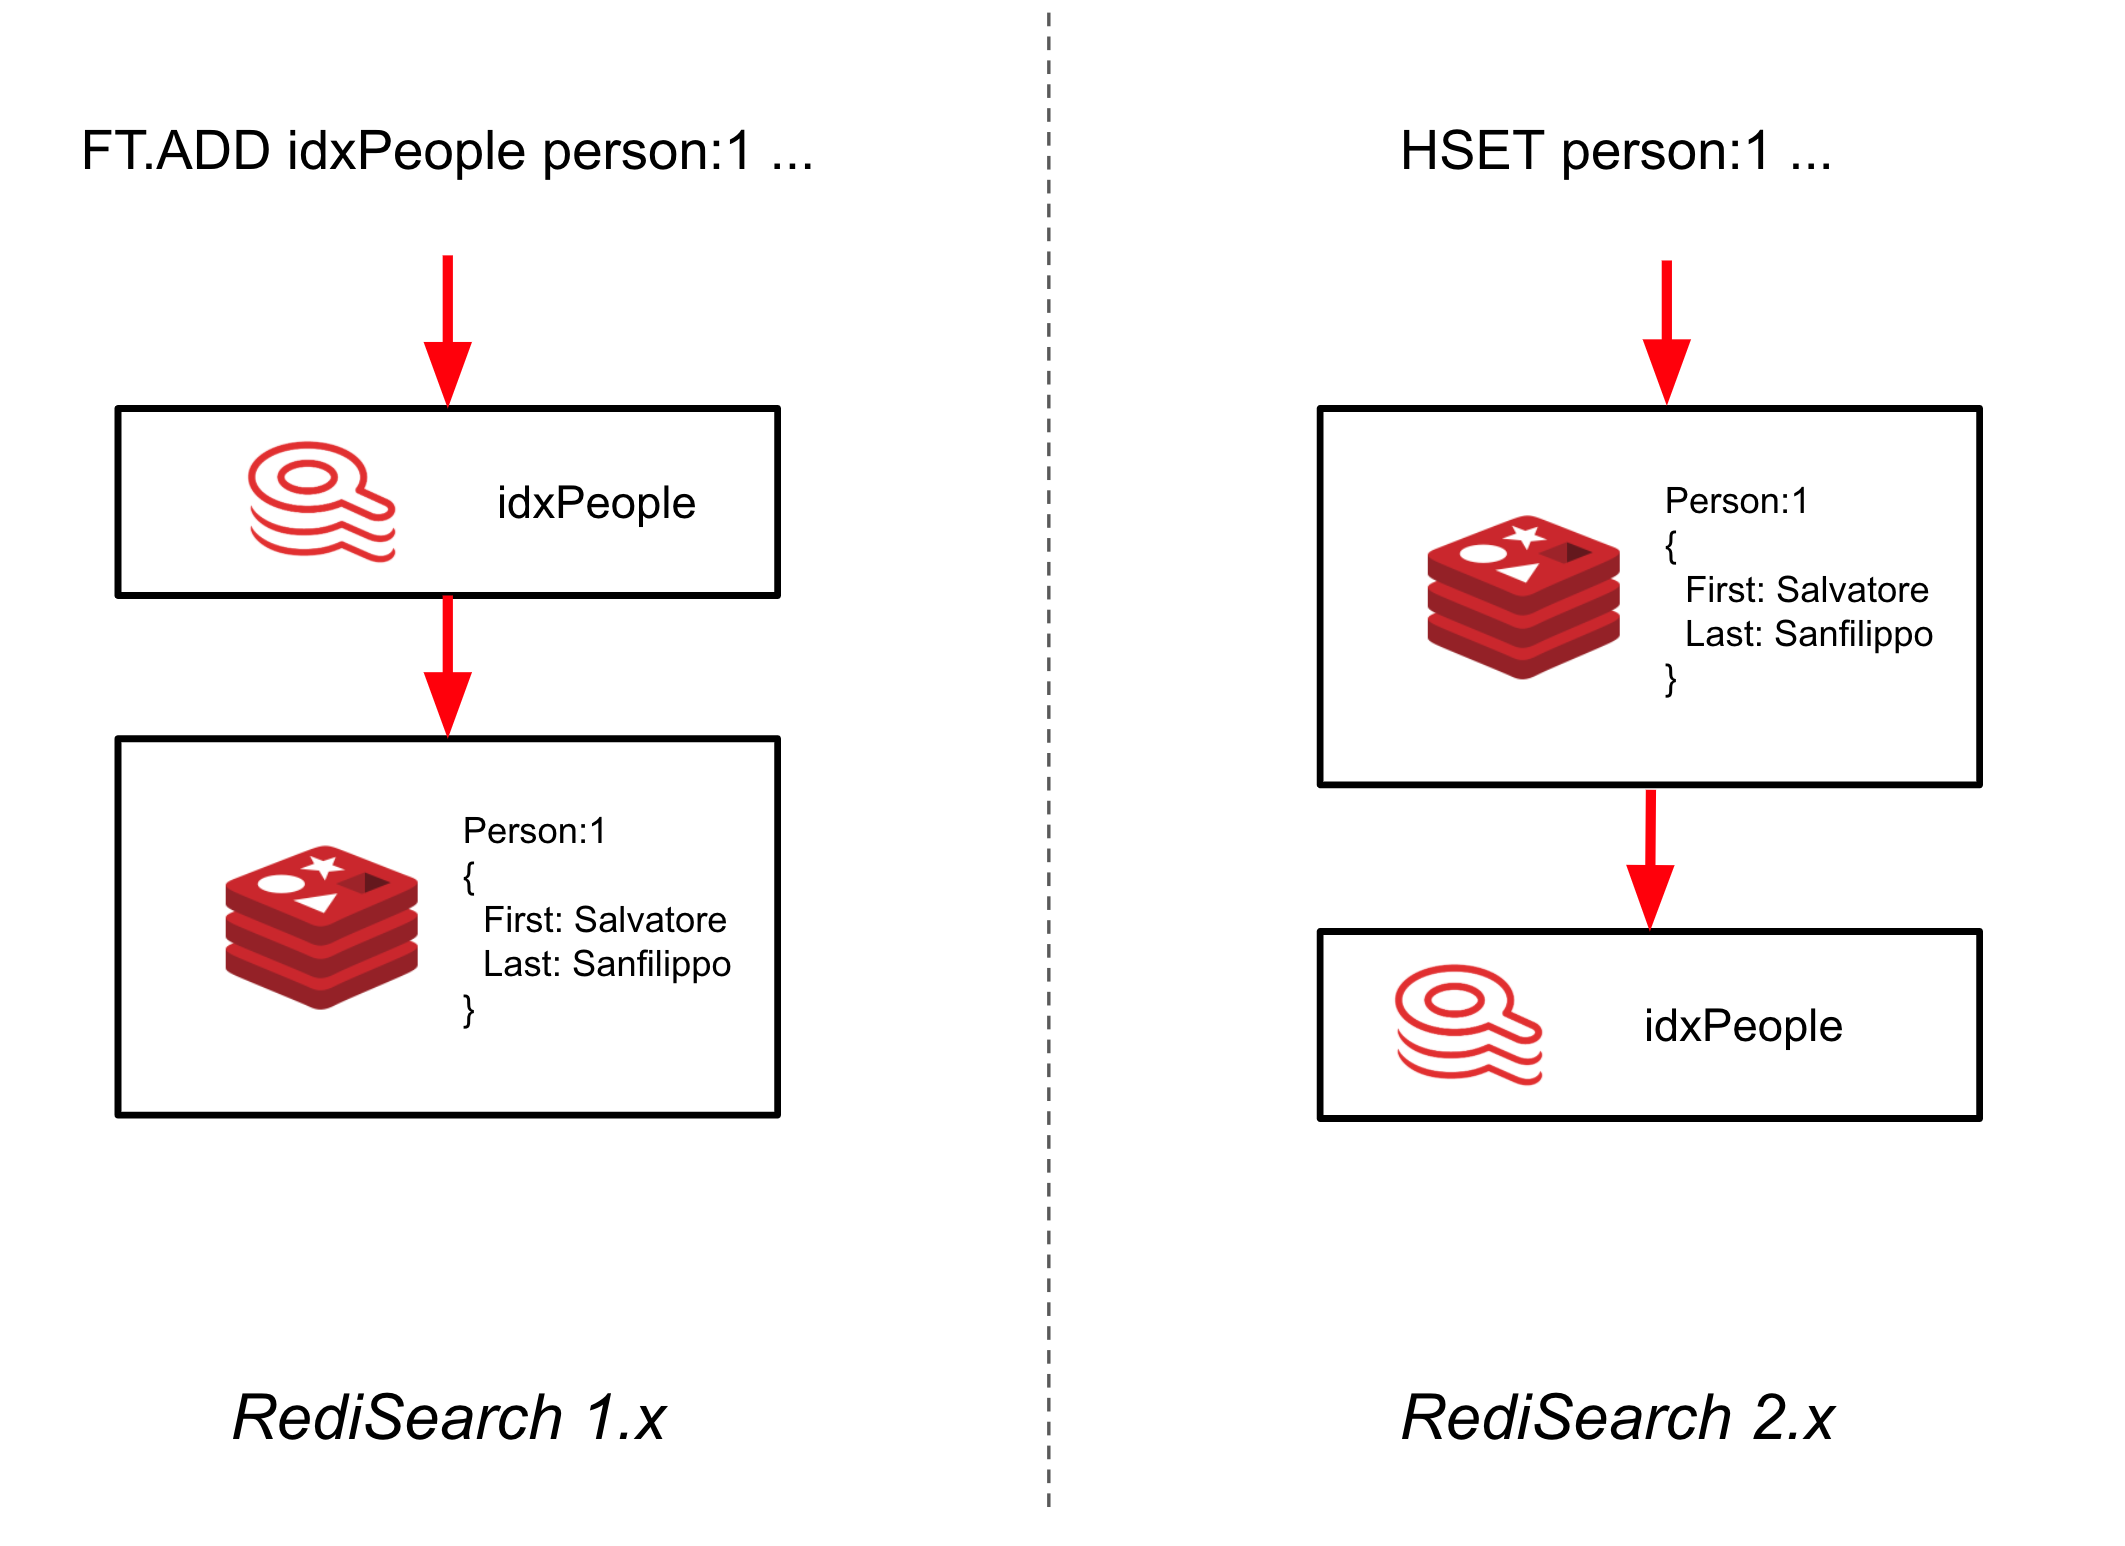 FT.ADD idxPeople person:1 ...
idxPeople
Person:1
{
First: Salvatore
Last: Sanfilippo
}
RediSearch 1.x
HSET person:1 ...
Person:1
{
First: Salvatore
Last: Sanfilippo
}
idxPeople
RediSearch 2.x